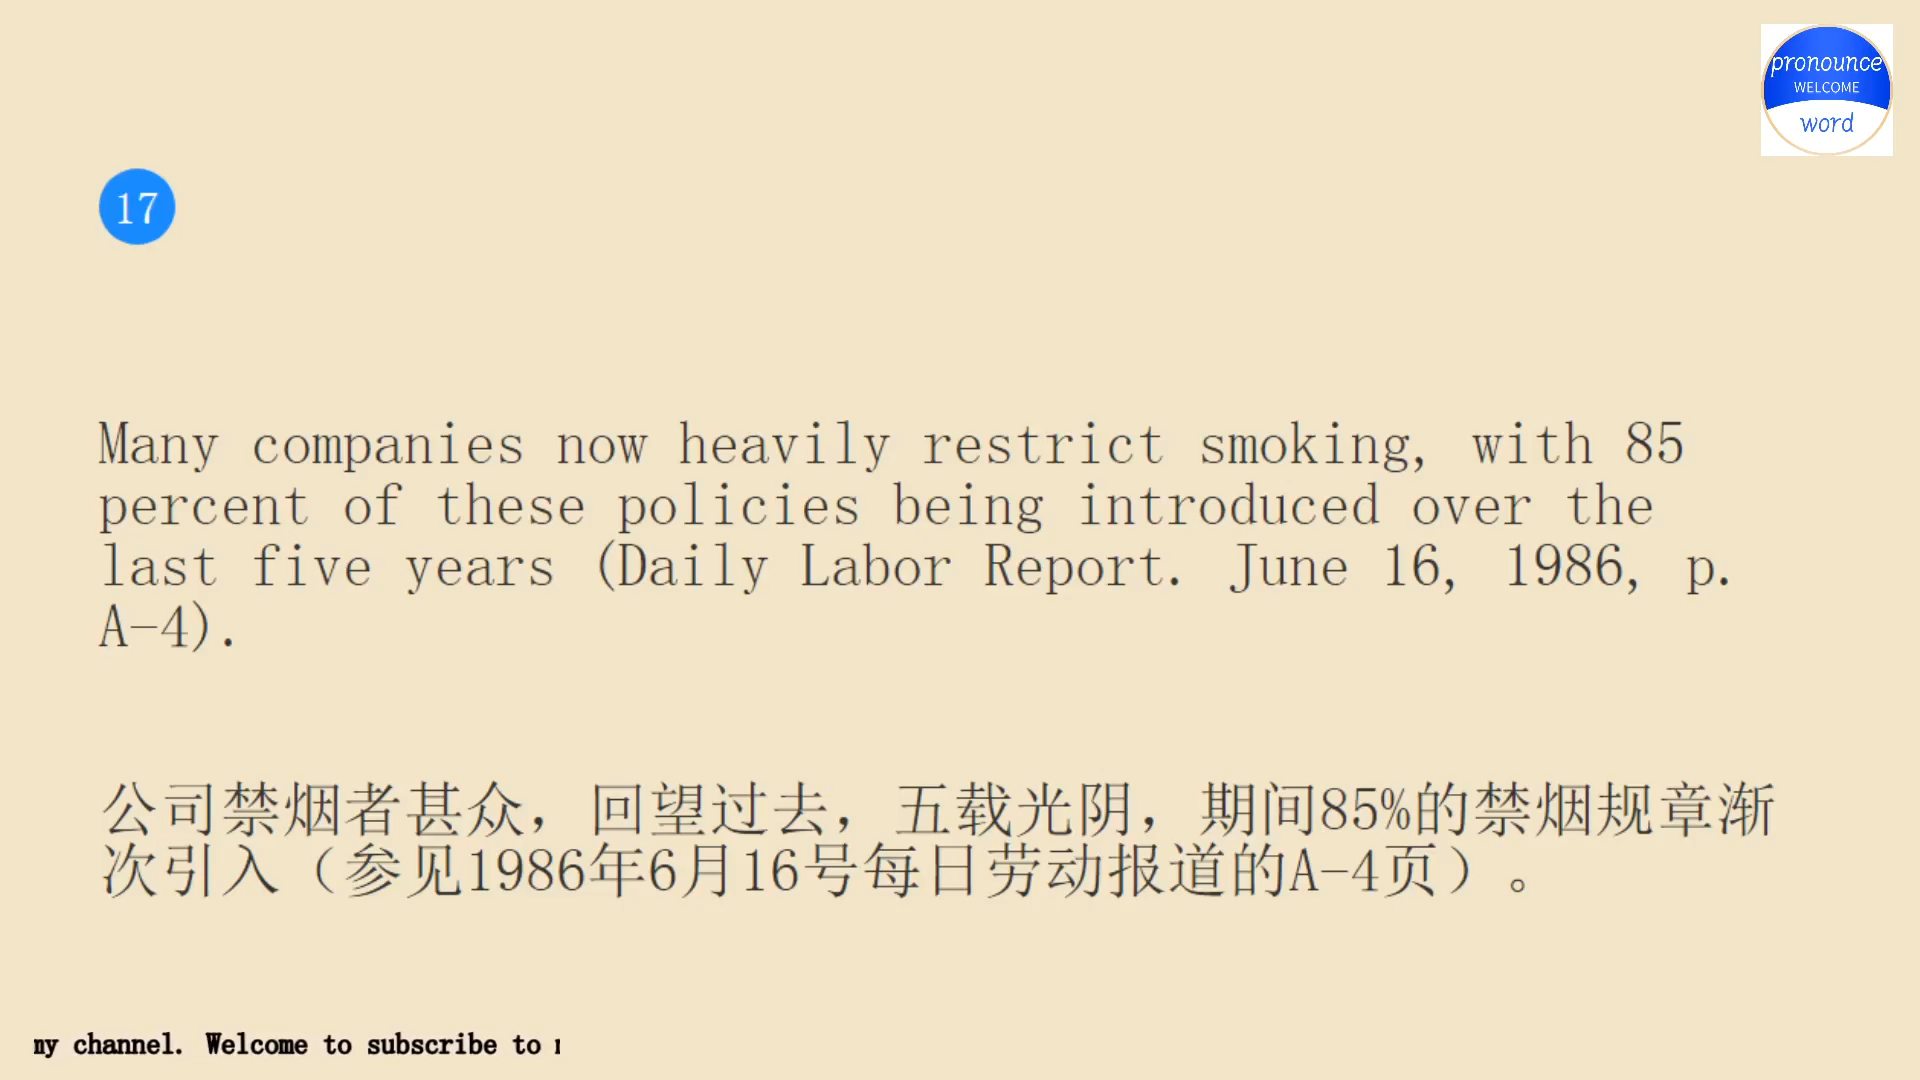 pronounce
WELCOME
word
17
Many companies now heavily restrict smoking, with 85
percent of these policies being introduced over the
last five years (Daily Labor Report. June 16, 1986, p.
A-4).
公司禁烟者甚众，回望过去，五载光阴，期间85%的禁烟规章渐
次引入（参见1986年6月16号每日劳动报道的A-4页）。
my channel. Welcome to subscribe to